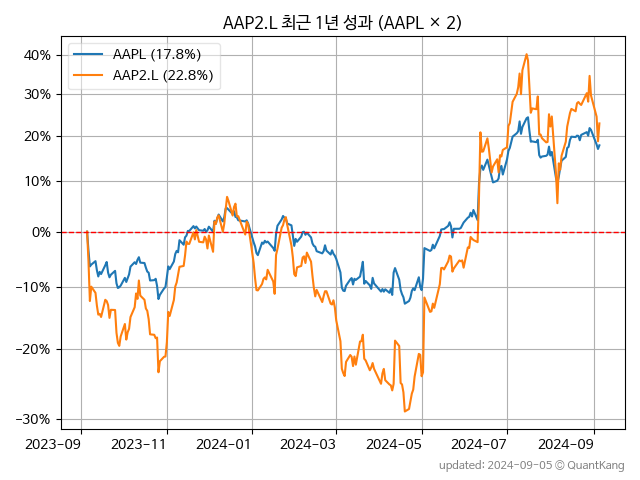 AAP2.L 최근 1년 성과 (AAPL × 2)
AAPL (17.8%)
AAP2.L (22.8%)
40%
30%
20%
10%
0%
−10%
−20%
−30%
2023-09 2023-11 2024-01 2024-03 2024-05 2024-07 2024-09
updated: 2024-09-05 © QuantKang